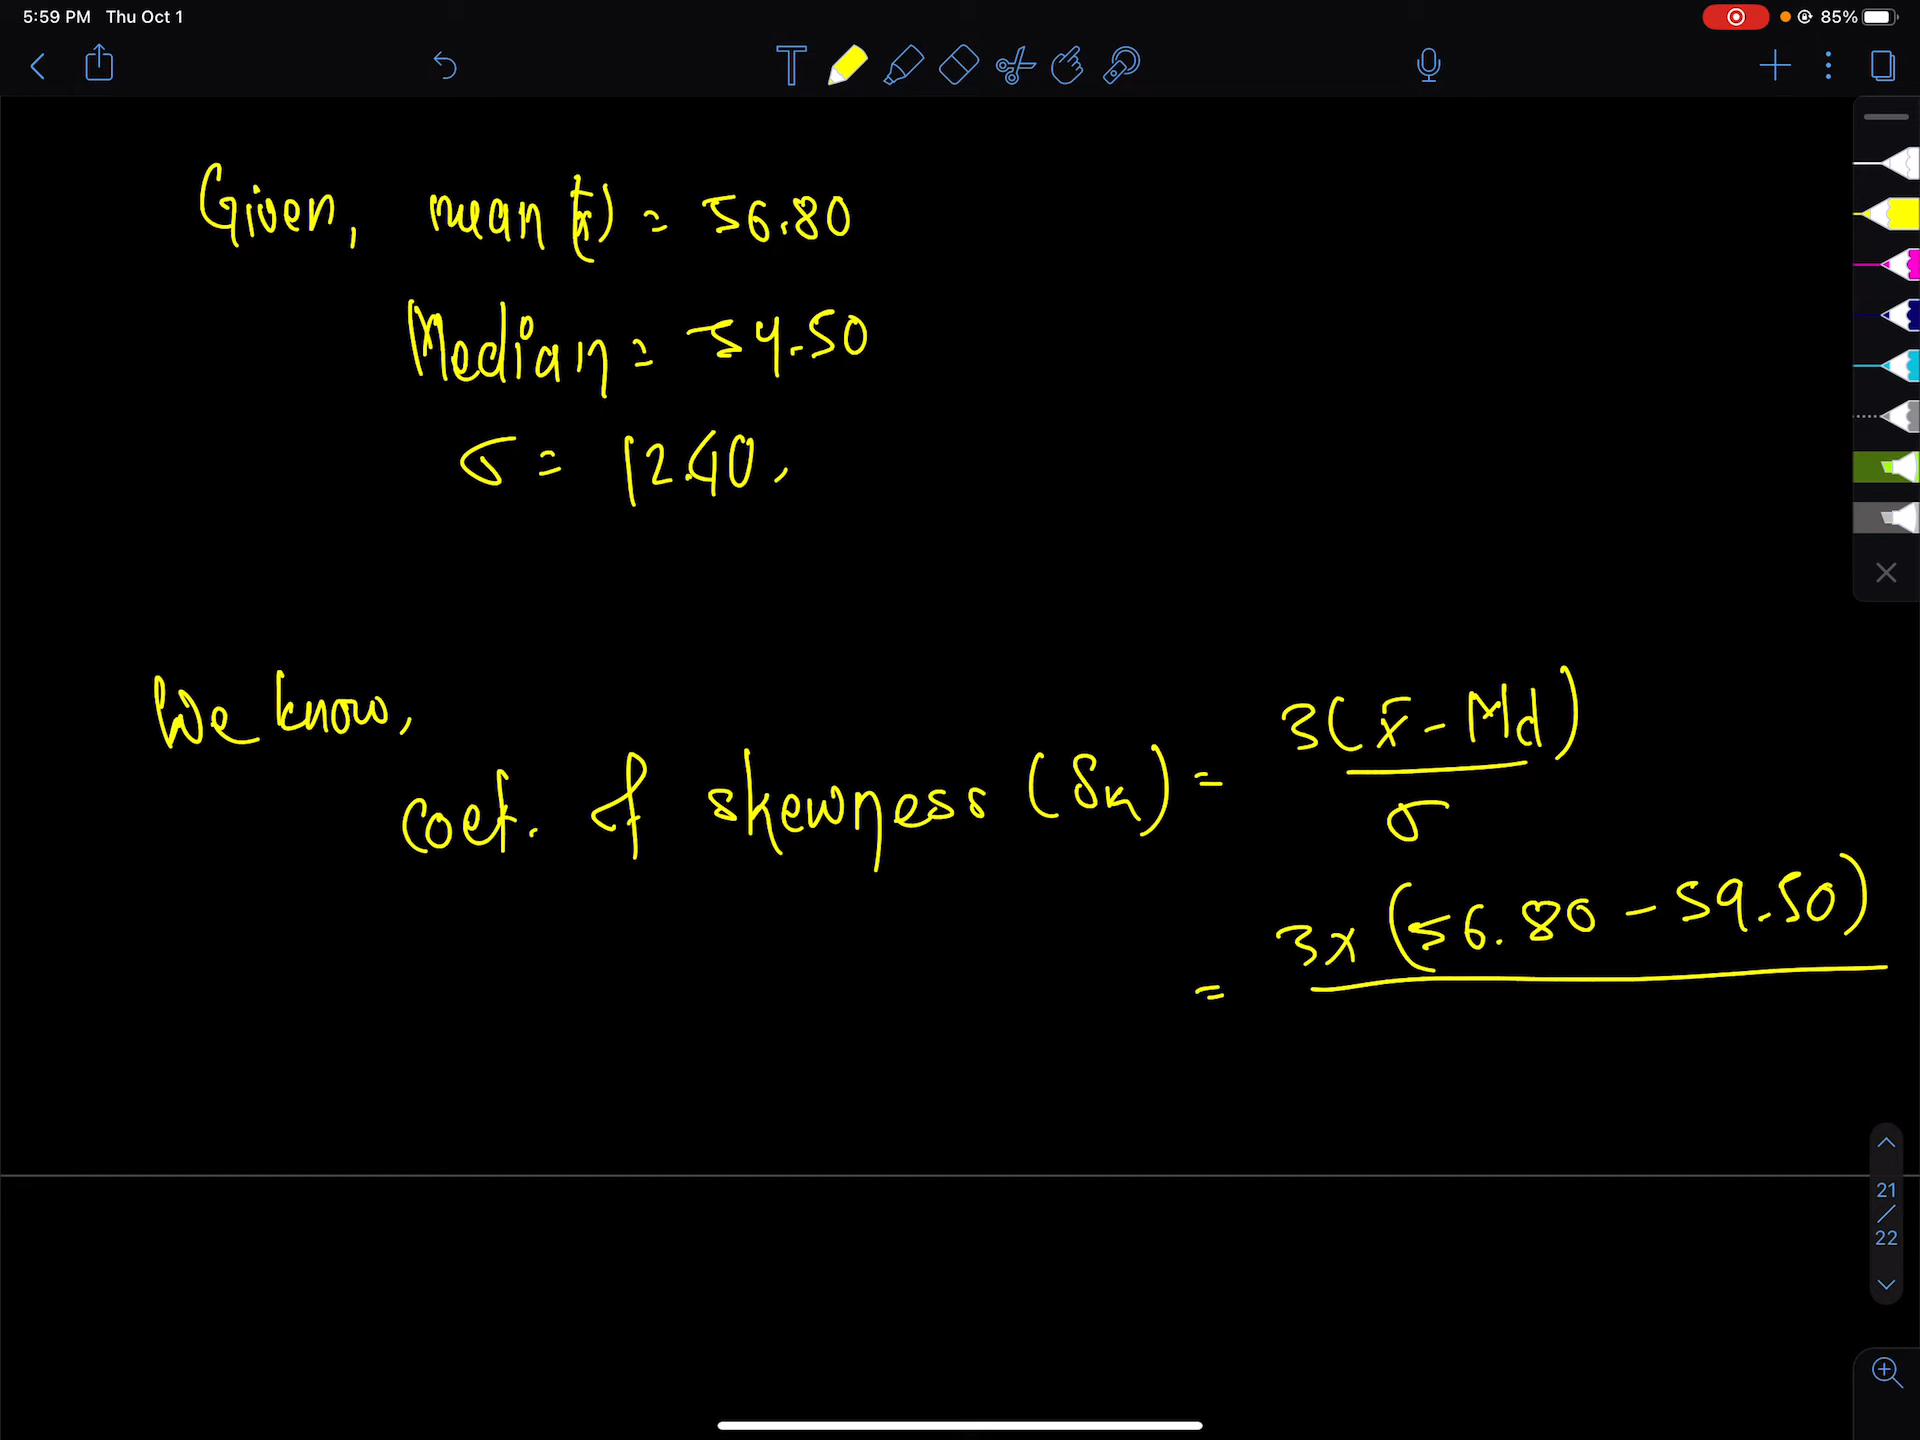 5:59 PM Thu Oct 1
85%
Given, mean (x̄) = 56.80
Median = 59.50
σ = 12.40,
We know,
coef. of skewness (Sk) = 3(x̄ - Md)
σ
= 3x (56.80 - 59.50)
21
/
22